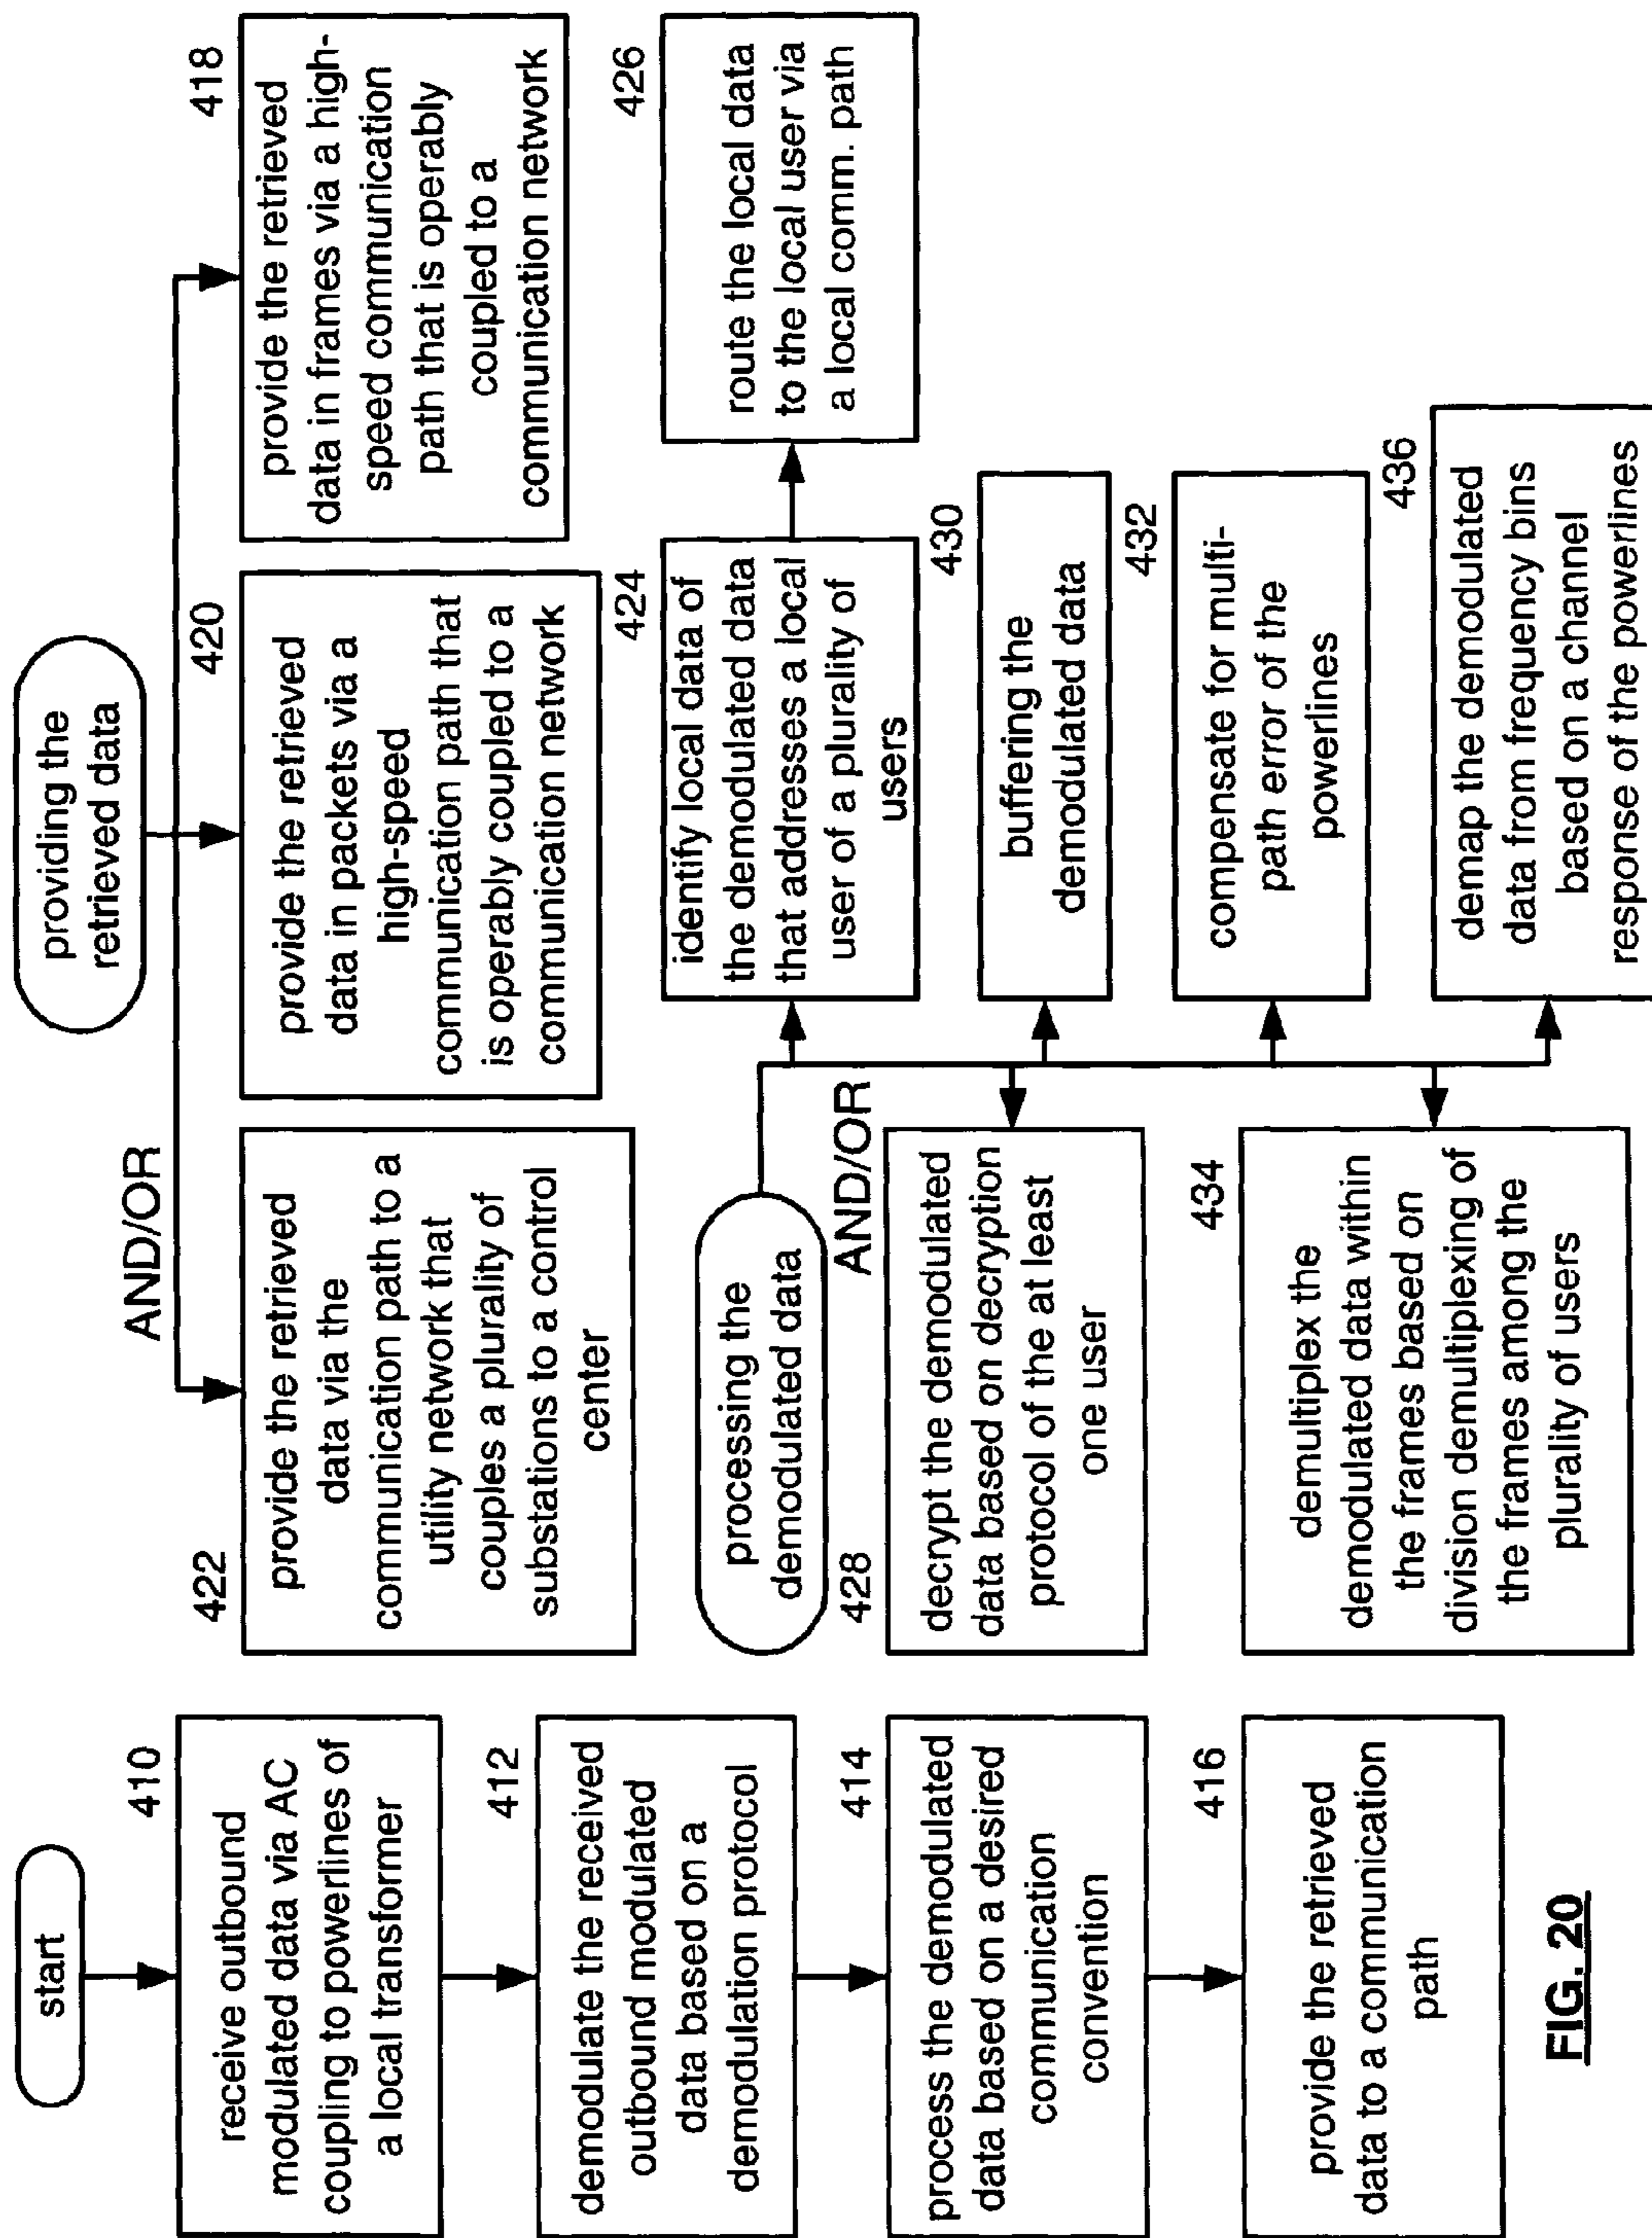 start
410
receive outbound
modulated data via AC
coupling to powerlines of
a local transformer
412
demodulate the received
outbound modulated
data based on a
demodulation protocol
414
process the demodulated
data based on a desired
communication
convention
416
provide the retrieved
data to a communication
path
providing the
retrieved data
AND/OR
422
provide the retrieved
data via the
communication path to a
utility network that
couples a plurality of
substations to a control
center
420
provide the retrieved
data in packets via a
high-speed
communication path that
is operably coupled to a
communication network
418
provide the retrieved
data in frames via a high-
speed communication
path that is operably
coupled to a
communication network
processing the
demodulated data
AND/OR
424
identify local data of
the demodulated data
that addresses a local
user of a plurality of
users
426
route the local data
to the local user via
a local comm. path
428
decrypt the demodulated
data based on decryption
protocol of the at least
one user
430
buffering the
demodulated data
432
compensate for multi-
path error of the
powerlines
434
demultiplex the
demodulated data within
the frames based on
division demultiplexing of
the frames among the
plurality of users
436
demap the demodulated
data from frequency bins
based on a channel
response of the powerlines
FIG. 20